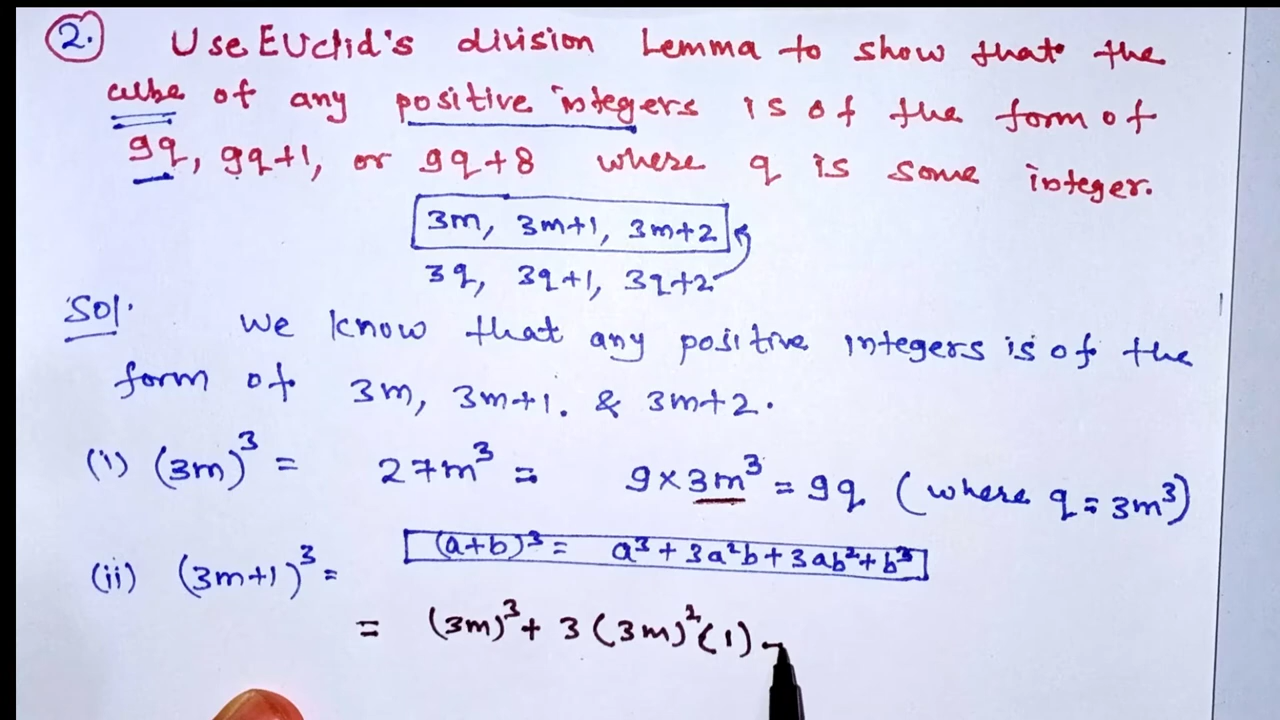 2. Use Euclid's division Lemma to show that the
cube of any positive integers is of the form of
9q, 9q+1, or 9q+8 where q is some integer.
3m, 3m+1, 3m+2
3q, 3q+1, 3q+2
Sol. We know that any positive integers is of the
form of 3m, 3m+1. & 3m+2.
(i) (3m)³ = 27m³ = 9×3m³ = 9q (where q = 3m³)
(a+b)³ = a³ + 3a²b + 3ab² + b³
(ii) (3m+1)³ =
= (3m)³ + 3(3m)²(1) -